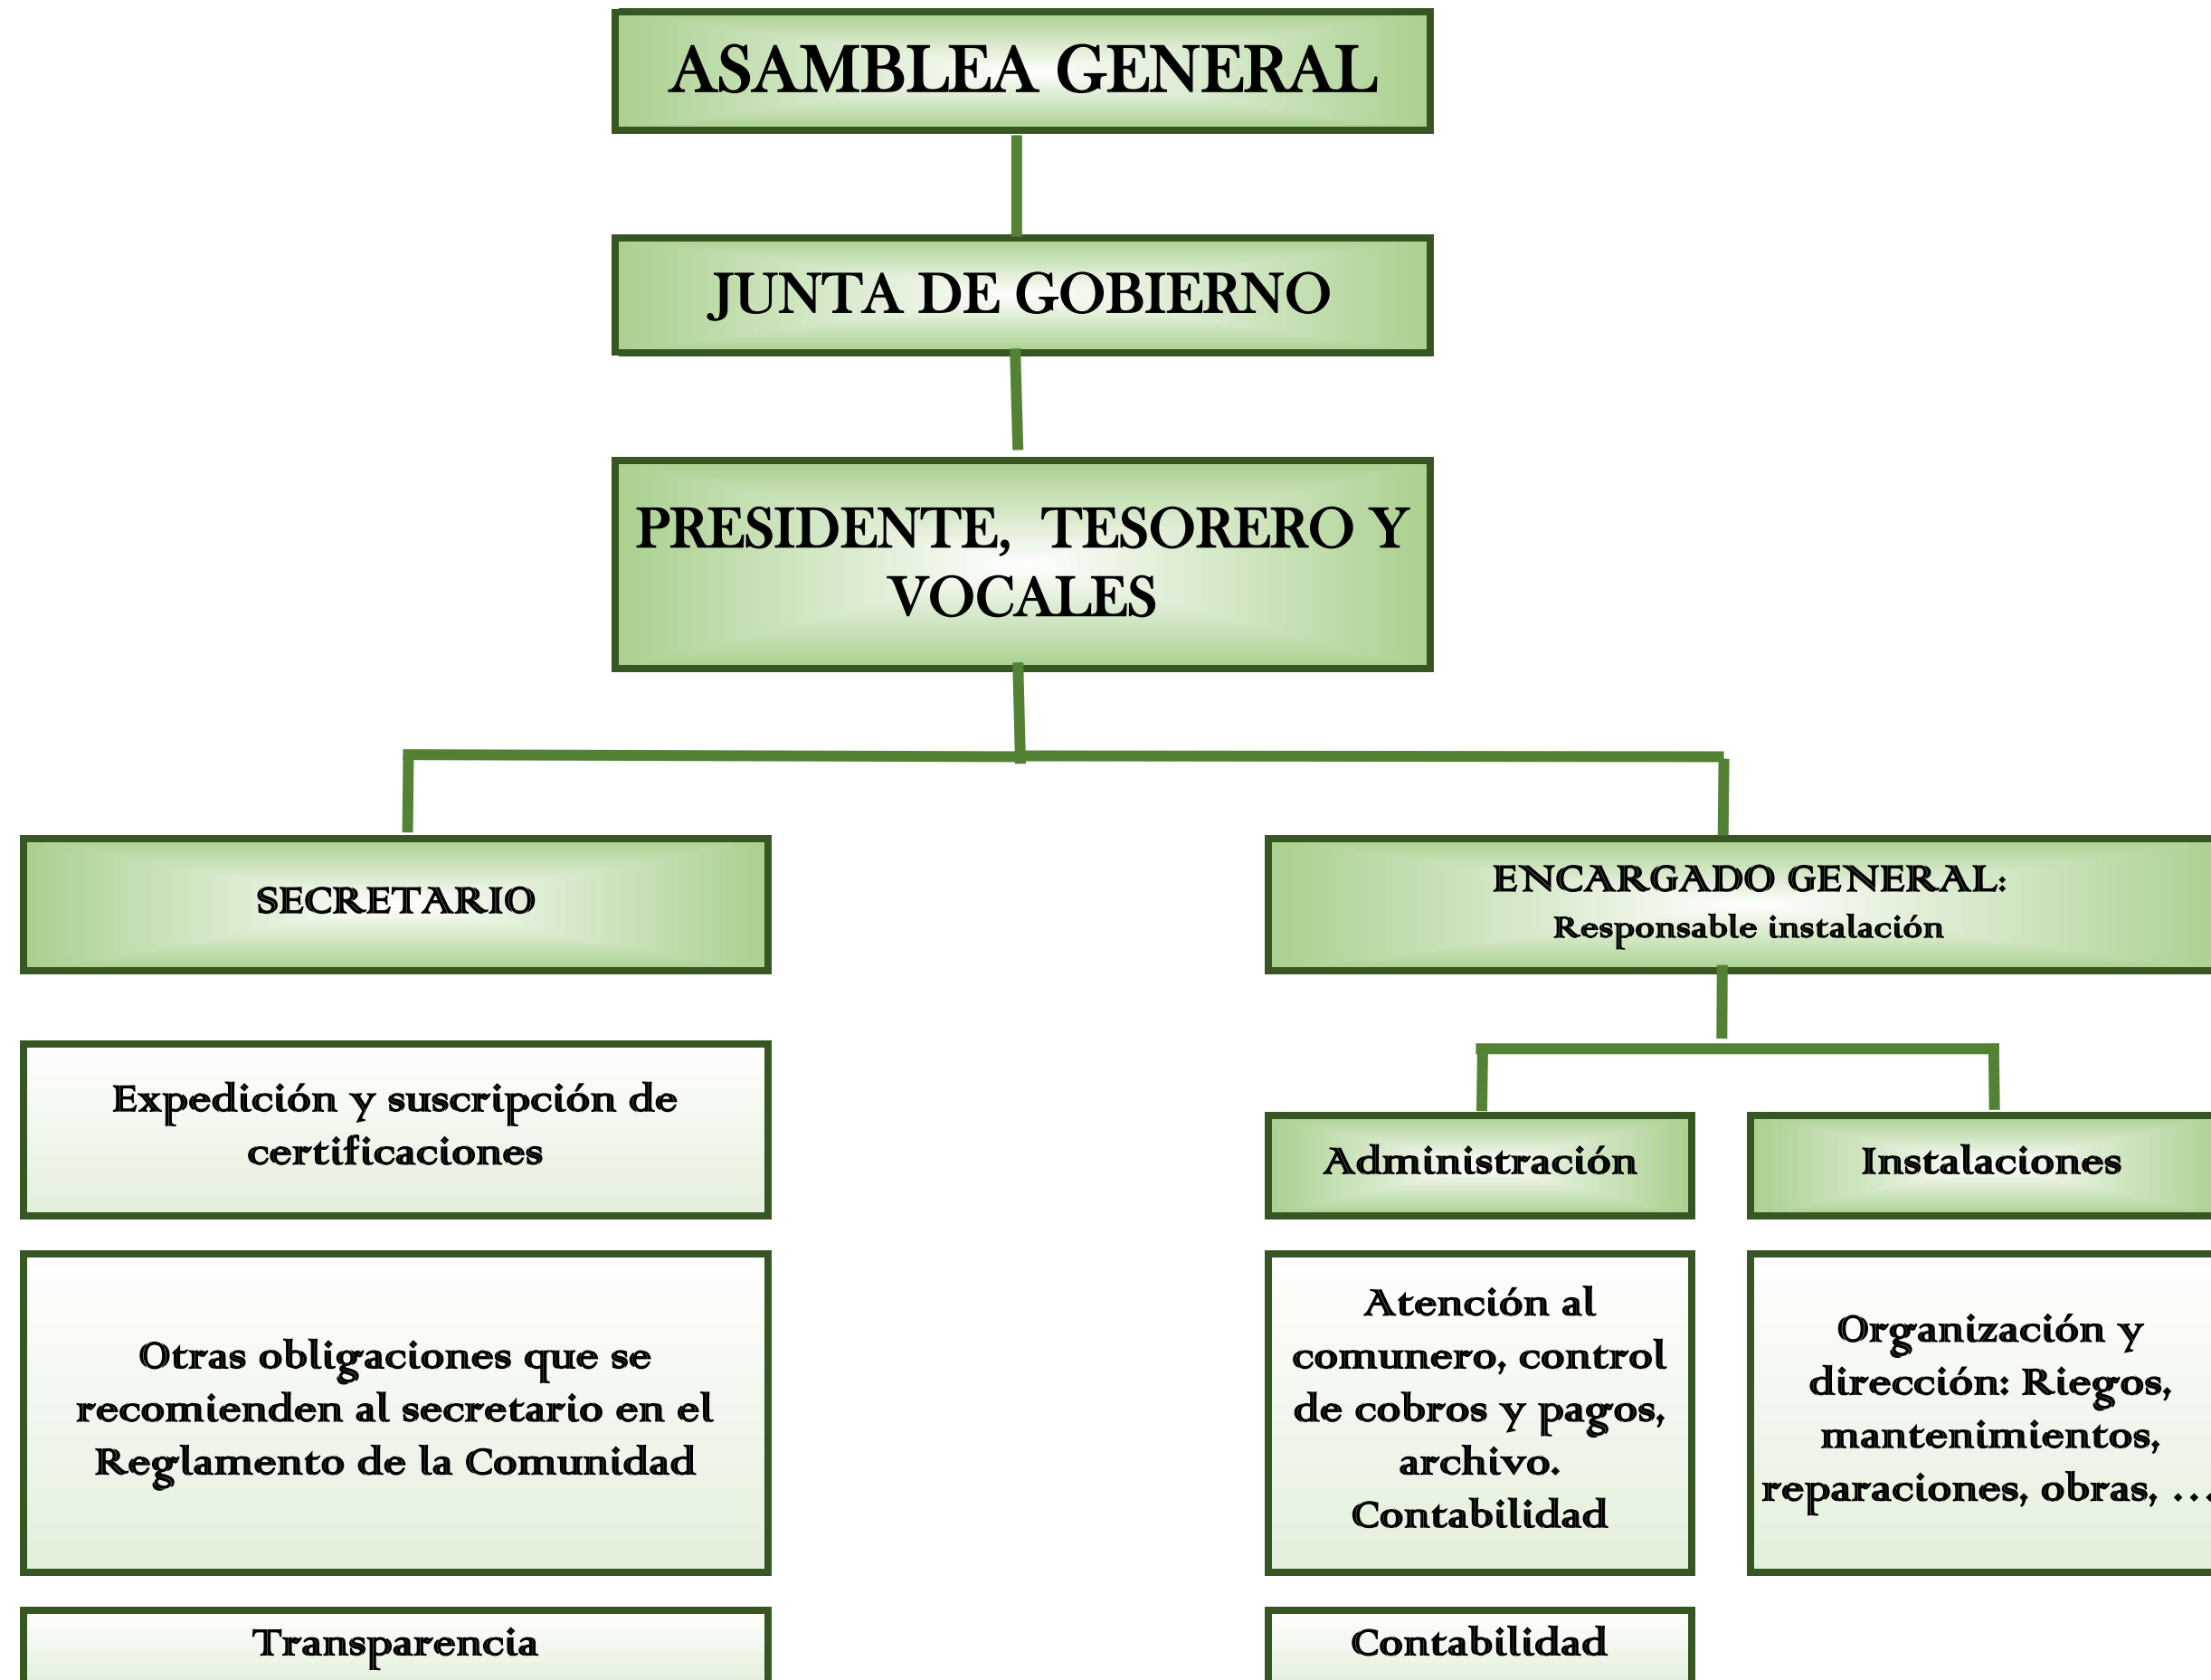 ASAMBLEA GENERAL
JUNTA DE GOBIERNO
PRESIDENTE, TESORERO Y
VOCALES
SECRETARIO
Expedición y suscripción de
certificaciones
Otras obligaciones que se
recomienden al secretario en el
Reglamento de la Comunidad
Transparencia
ENCARGADO GENERAL:
Responsable instalación
Administración
Atención al
comunero, control
de cobros y pagos,
archivo.
Contabilidad
Contabilidad
Instalaciones
Organización y
dirección: Riegos,
mantenimientos,
reparaciones, obras, …